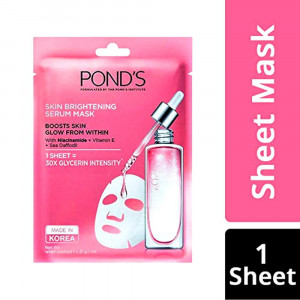 POND'S
FORMULATED BY THE POND'S INSTITUTE
SKIN BRIGHTENING
SERUM MASK
BOOSTS SKIN
GLOW FROM WITHIN
With Niacinamide + Vitamin E
+ Sea Daffodil
1 SHEET =
30X GLYCERIN INTENSITY
MADE IN
KOREA
Sheet Mask
1
Sheet